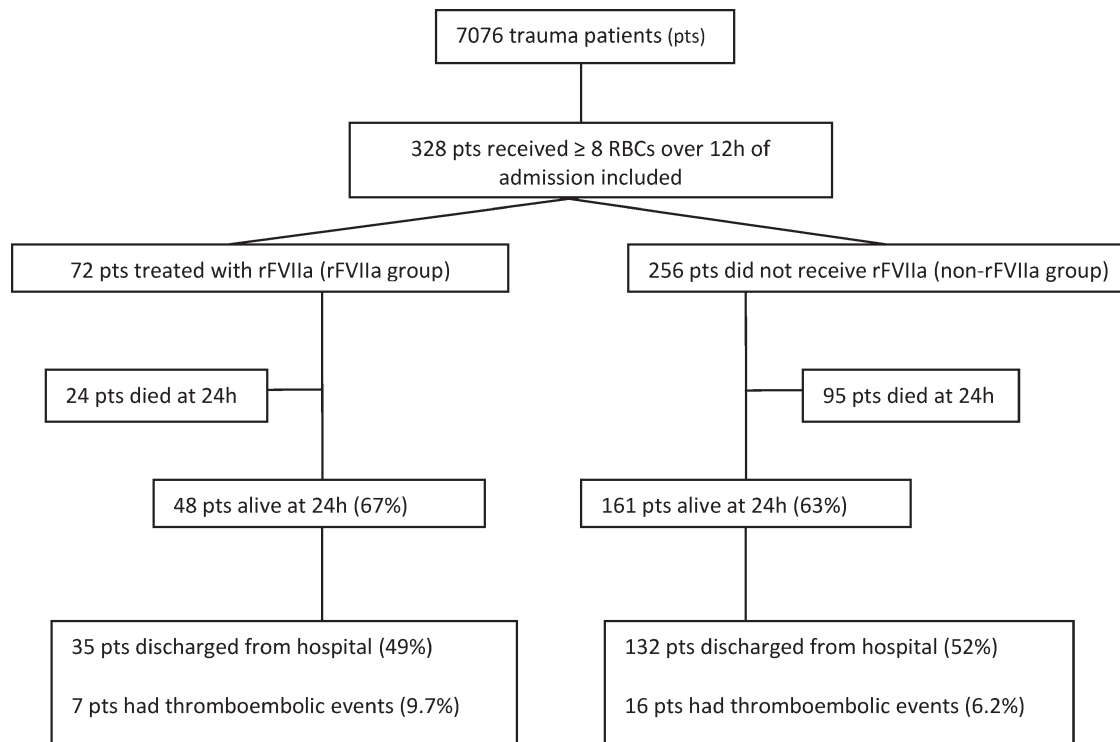 7076 trauma patients (pts)
328 pts received ≥ 8 RBCs over 12h of
admission included
72 pts treated with rFVIIa (rFVIIa group)
256 pts did not receive rFVIIa (non-rFVIIa group)
24 pts died at 24h
95 pts died at 24h
48 pts alive at 24h (67%)
161 pts alive at 24h (63%)
35 pts discharged from hospital (49%)
7 pts had thromboembolic events (9.7%)
132 pts discharged from hospital (52%)
16 pts had thromboembolic events (6.2%)